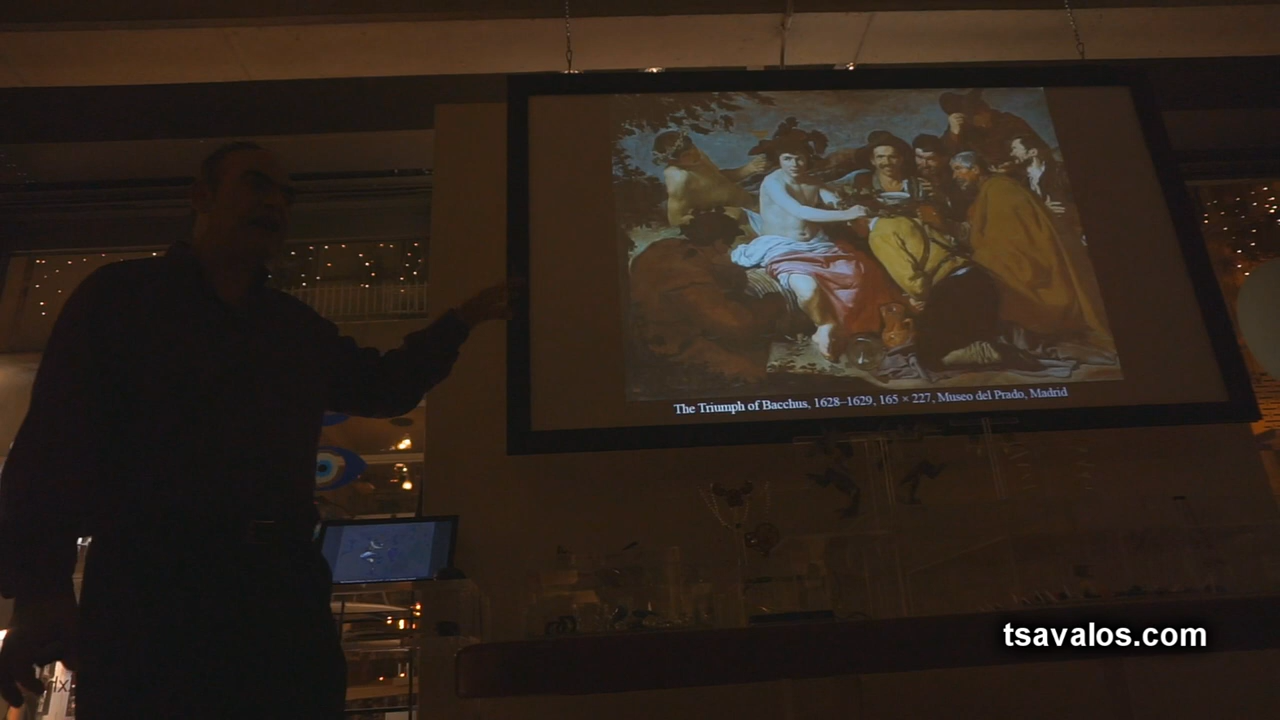 The Triumph of Bacchus, 1628–1629, 165 × 227, Museo del Prado, Madrid
tsavalos.com